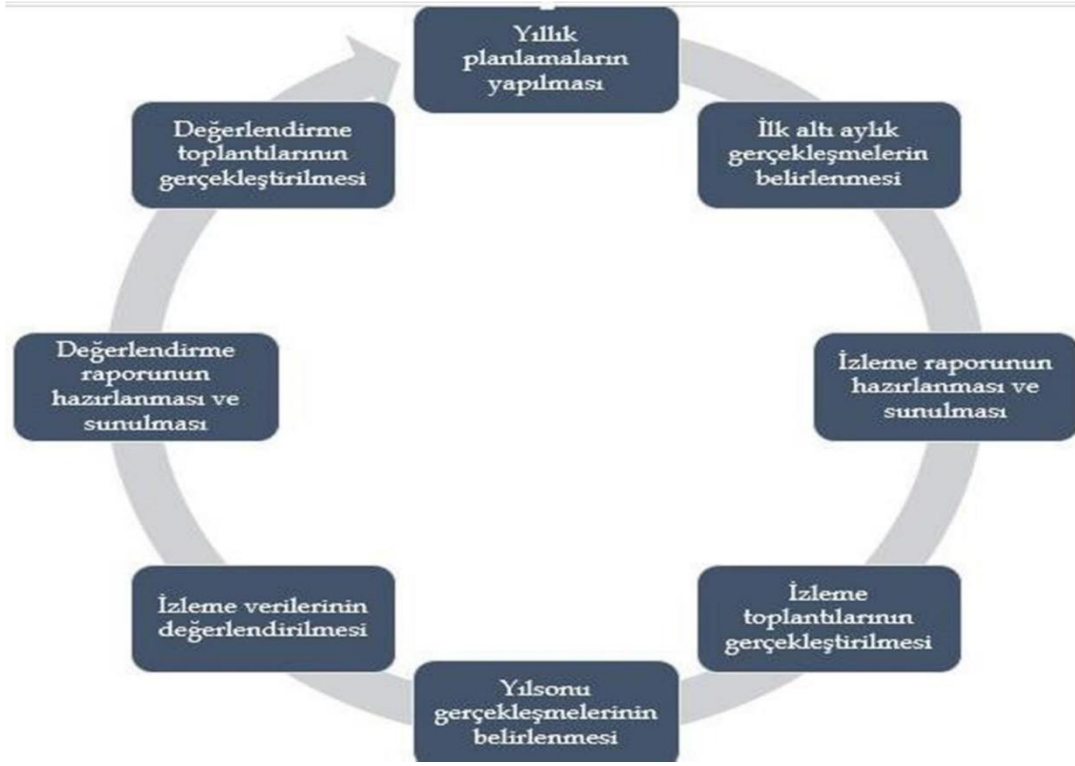 Yıllık
planlamaların
yapılması
İlk altı aylık
gerçekleşmelerin
belirlenmesi
İzleme raporunun
hazırlanması ve
sunulması
İzleme
toplantılarının
gerçekleştirilmesi
Yılsonu
gerçekleşmelerinin
belirlenmesi
İzleme verilerinin
değerlendirilmesi
Değerlendirme
raporunun
hazırlanması ve
sunulması
Değerlendirme
toplantılarının
gerçekleştirilmesi